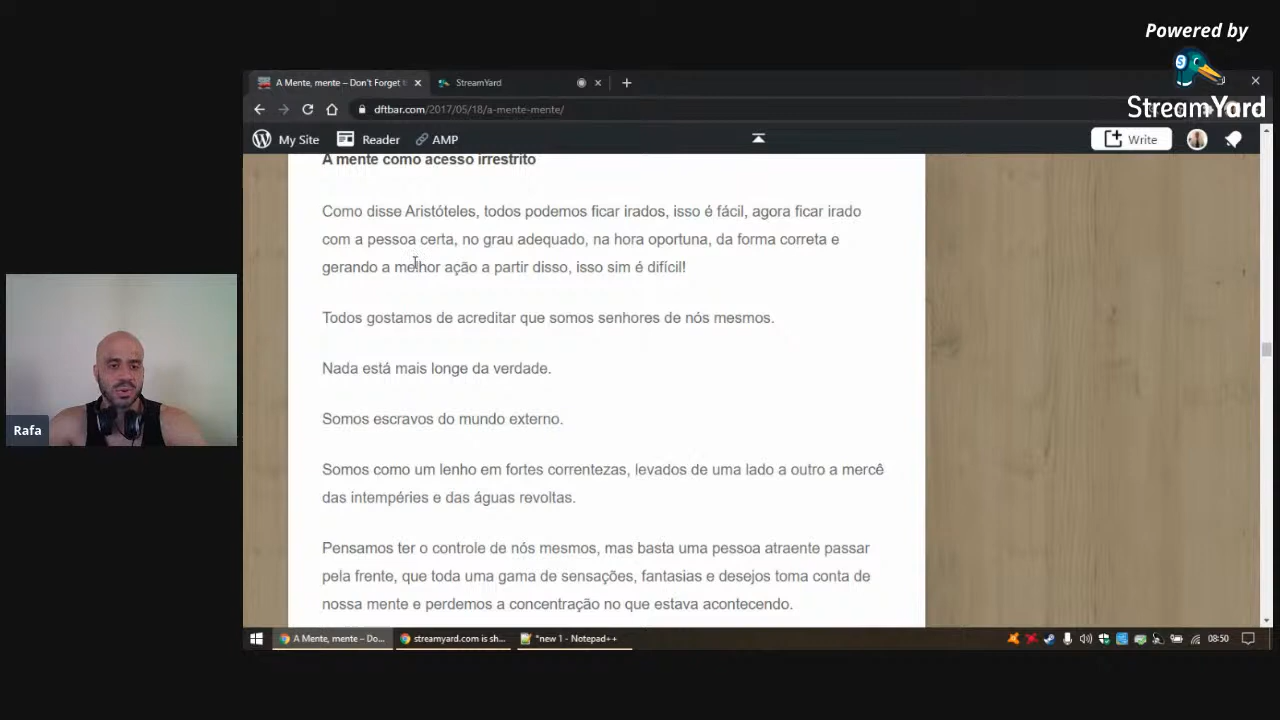 Powered by
StreamYard
A Mente, mente – Don't Forget
StreamYard
dftbar.com/2017/05/18/a-mente-mente/
My Site
Reader
AMP
Write
A mente como acesso irrestrito
Como disse Aristóteles, todos podemos ficar irados, isso é fácil, agora ficar irado
com a pessoa certa, no grau adequado, na hora oportuna, da forma correta e
gerando a melhor ação a partir disso, isso sim é difícil!
Todos gostamos de acreditar que somos senhores de nós mesmos.
Nada está mais longe da verdade.
Somos escravos do mundo externo.
Somos como um lenho em fortes correntezas, levados de uma lado a outro a mercê
das intempéries e das águas revoltas.
Pensamos ter o controle de nós mesmos, mas basta uma pessoa atraente passar
pela frente, que toda uma gama de sensações, fantasias e desejos toma conta de
nossa mente e perdemos a concentração no que estava acontecendo.
Rafa
A Mente, mente – Do...
streamyard.com is sh...
*new 1 - Notepad++
08:50